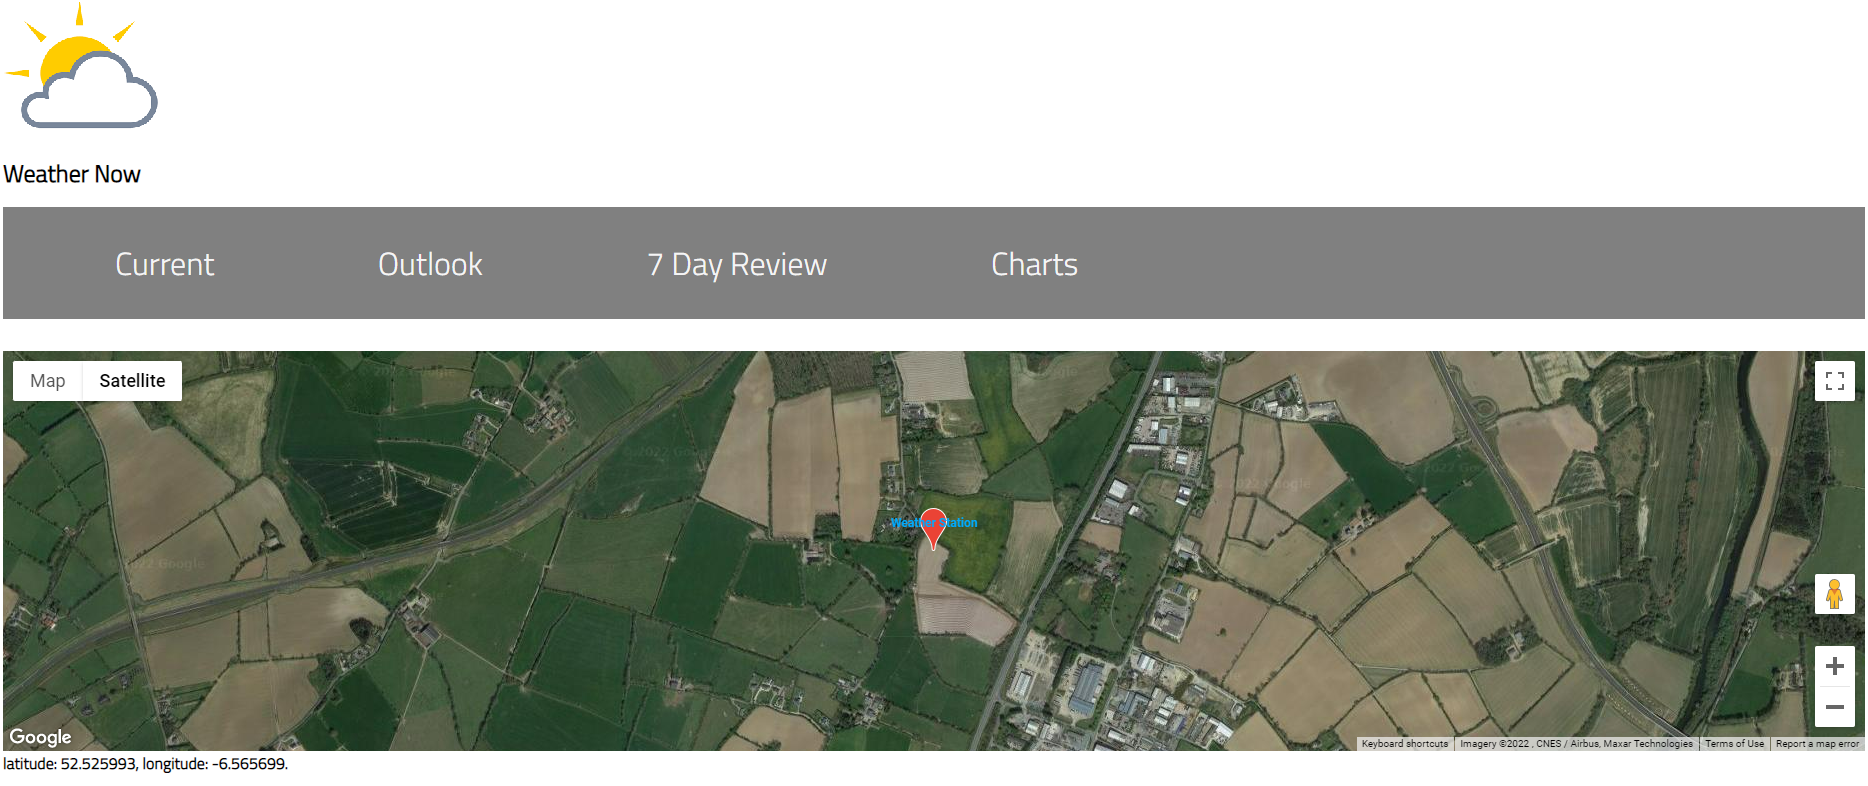 Weather Now
Current Outlook 7 Day Review Charts
Map Satellite
Weather Station
Google
Keyboard shortcuts Imagery ©2022 , CNES / Airbus, Maxar Technologies Terms of Use Report a map error
latitude: 52.525993, longitude: -6.565699.